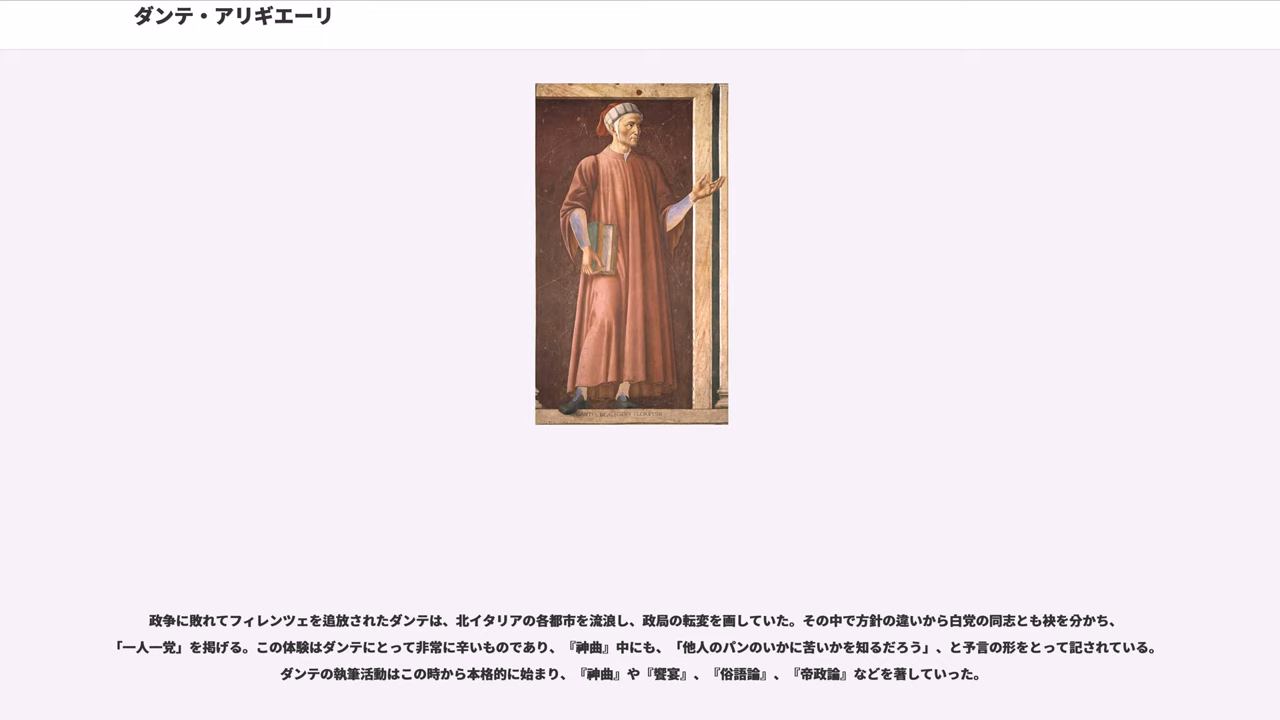 ダンテ・アリギエーリ
政争に敗れてフィレンツェを追放されたダンテは、北イタリアの各都市を流浪し、政局の転変を画していた。その中で方針の違いから白党の同志とも袂を分かち、
「一人一党」を掲げる。この体験はダンテにとって非常に辛いものであり、『神曲』中にも、「他人のパンのいかに苦いかを知るだろう」、と予言の形をとって記されている。
ダンテの執筆活動はこの時から本格的に始まり、『神曲』や『饗宴』、『俗語論』、『帝政論』などを著していった。